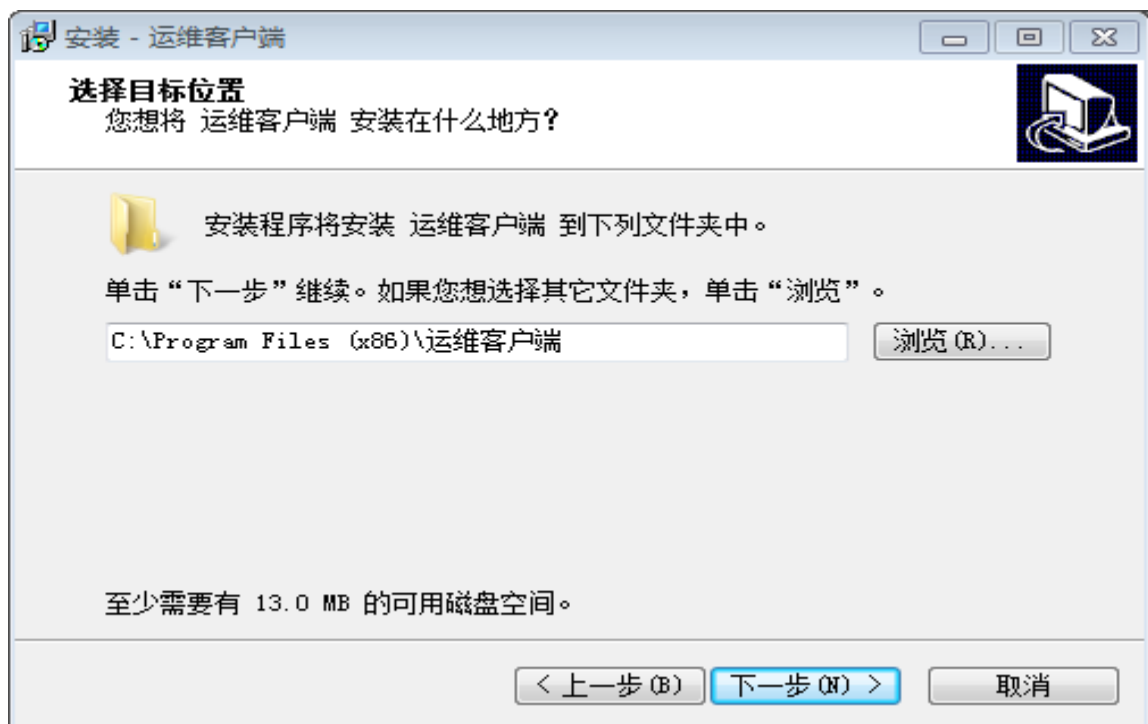 安装 - 运维客户端
选择目标位置
您想将 运维客户端 安装在什么地方？
安装程序将安装 运维客户端 到下列文件夹中。
单击“下一步”继续。如果您想选择其它文件夹，单击“浏览”。
C:\Program Files (x86)\运维客户端
浏览(R)...
至少需要有 13.0 MB 的可用磁盘空间。
< 上一步(B) 下一步(N) > 取消